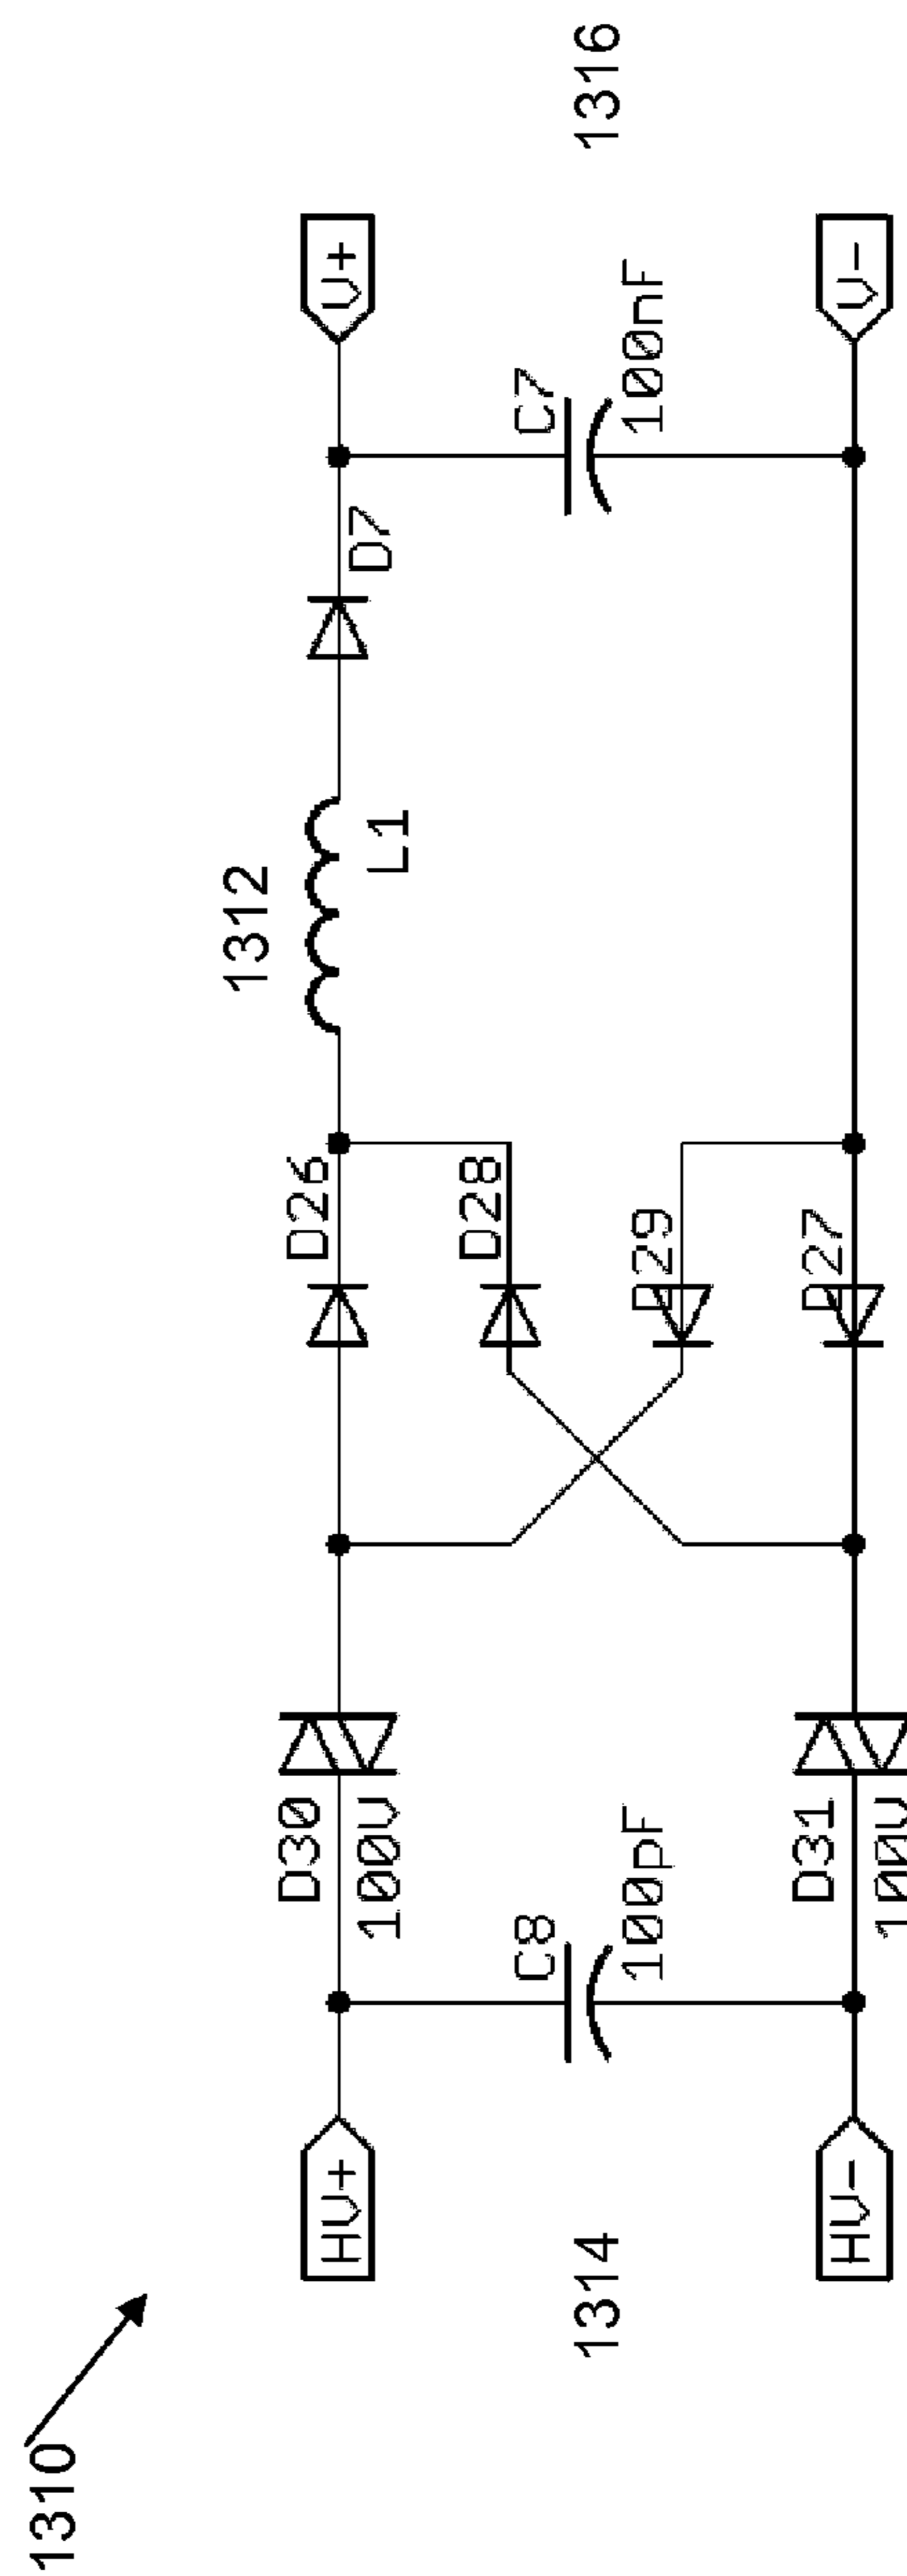 1310
1312
1314
1316
HV+
HV-
C8
100pF
D30
100V
D31
100V
D26
D28
D29
D27
L1
D7
C7
100nF
V+
V-